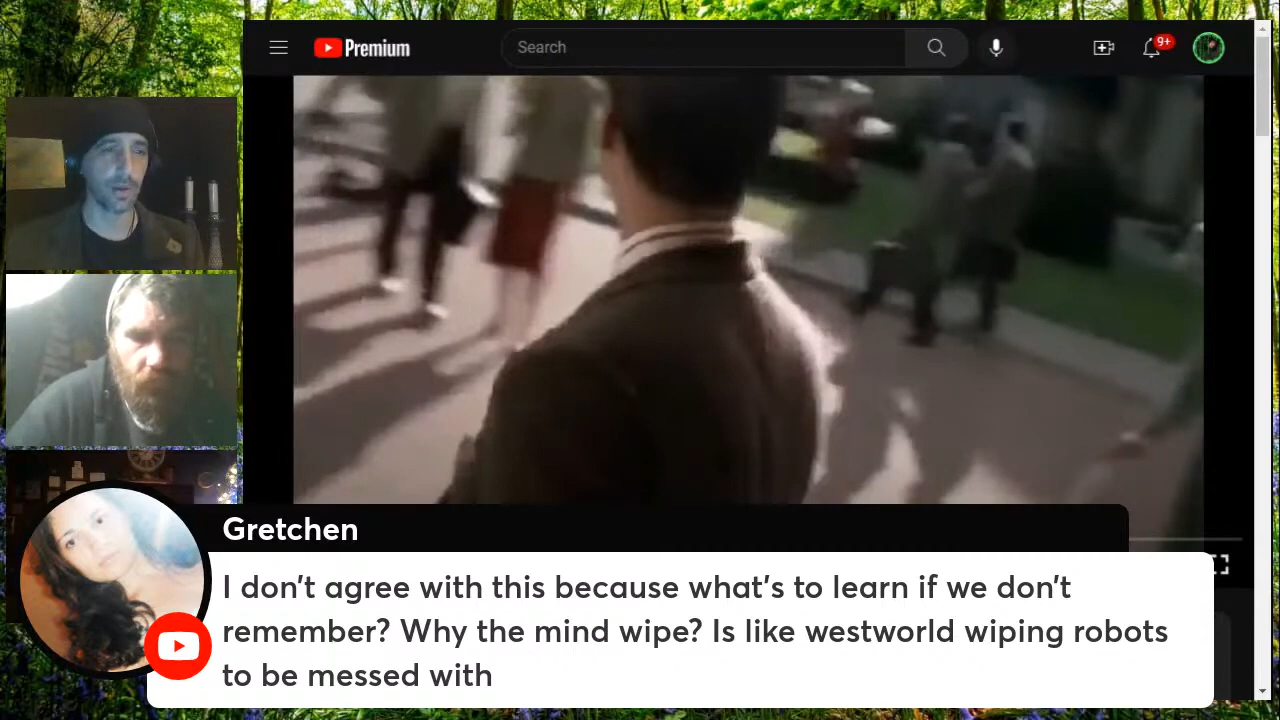 Premium
Search
9+
Gretchen
I don't agree with this because what's to learn if we don't
remember? Why the mind wipe? Is like westworld wiping robots
to be messed with